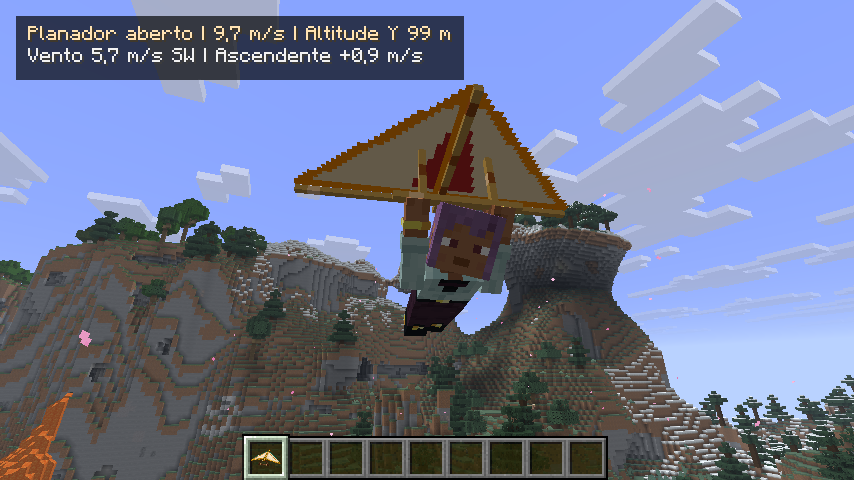 Planador aberto | 9,7 m/s | Altitude Y 99 m
Vento 5,7 m/s SW | Ascendente +0,9 m/s